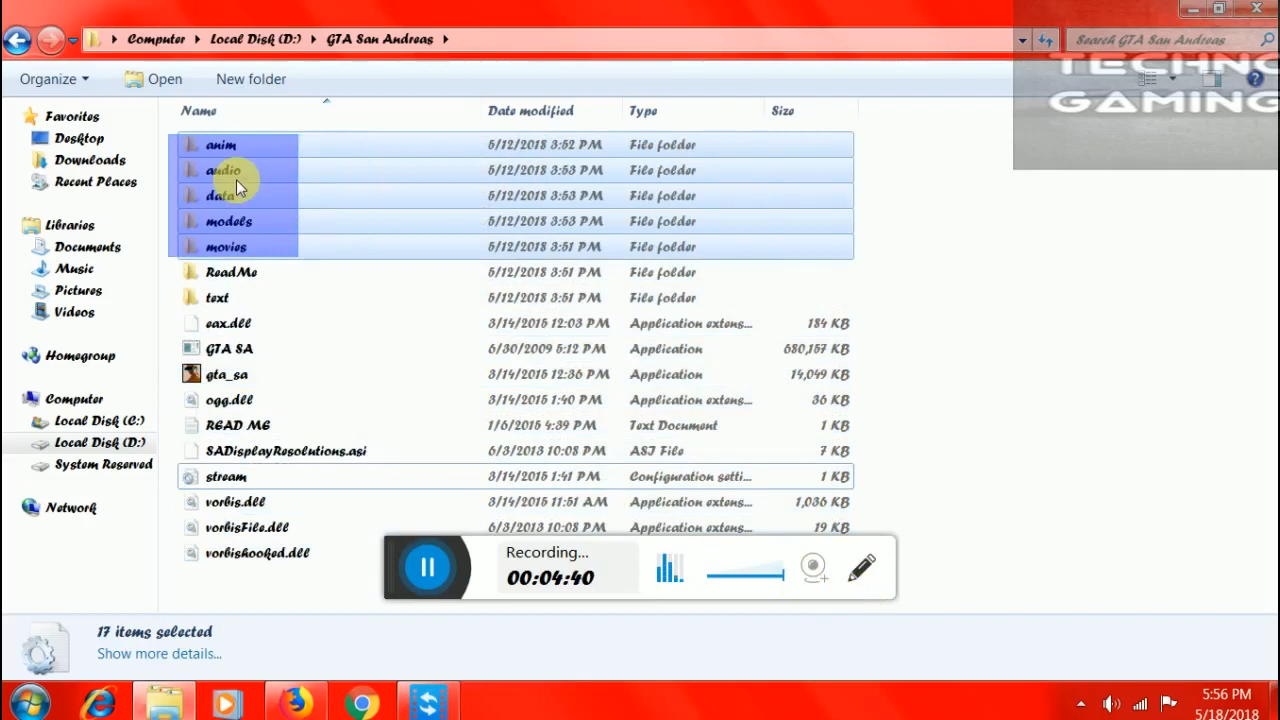 Computer Local Disk (D:) GTA San Andreas
Search GTA San Andreas
TECHNO
GAMING
Organize Open New folder
Name Date modified Type Size
Favorites
Desktop
Downloads
Recent Places
Libraries
Documents
Music
Pictures
Videos
Homegroup
Computer
Local Disk (C:)
Local Disk (D:)
System Reserved
Network
anim 5/12/2018 3:52 PM File folder
audio 5/12/2018 3:53 PM File folder
data 5/12/2018 3:53 PM File folder
models 5/12/2018 3:53 PM File folder
movies 5/12/2018 3:51 PM File folder
ReadMe 5/12/2018 3:51 PM File folder
text 5/12/2018 3:51 PM File folder
eax.dll 3/14/2015 12:03 PM Application extens... 184 KB
GTA SA 6/30/2009 5:12 PM Application 680,157 KB
gta_sa 3/14/2015 12:36 PM Application 14,049 KB
ogg.dll 3/14/2015 1:40 PM Application extens... 36 KB
READ ME 1/6/2015 4:39 PM Text Document 1 KB
SADisplayResolutions.asi 6/3/2013 10:08 PM ASI File 7 KB
stream 3/14/2015 1:41 PM Configuration setti... 1 KB
vorbis.dll 3/14/2015 11:51 AM Application extens... 1,036 KB
vorbisFile.dll 6/3/2013 10:08 PM Application extens... 19 KB
vorbishooked.dll
Recording...
00:04:40
17 items selected
Show more details...
5:56 PM
5/18/2018